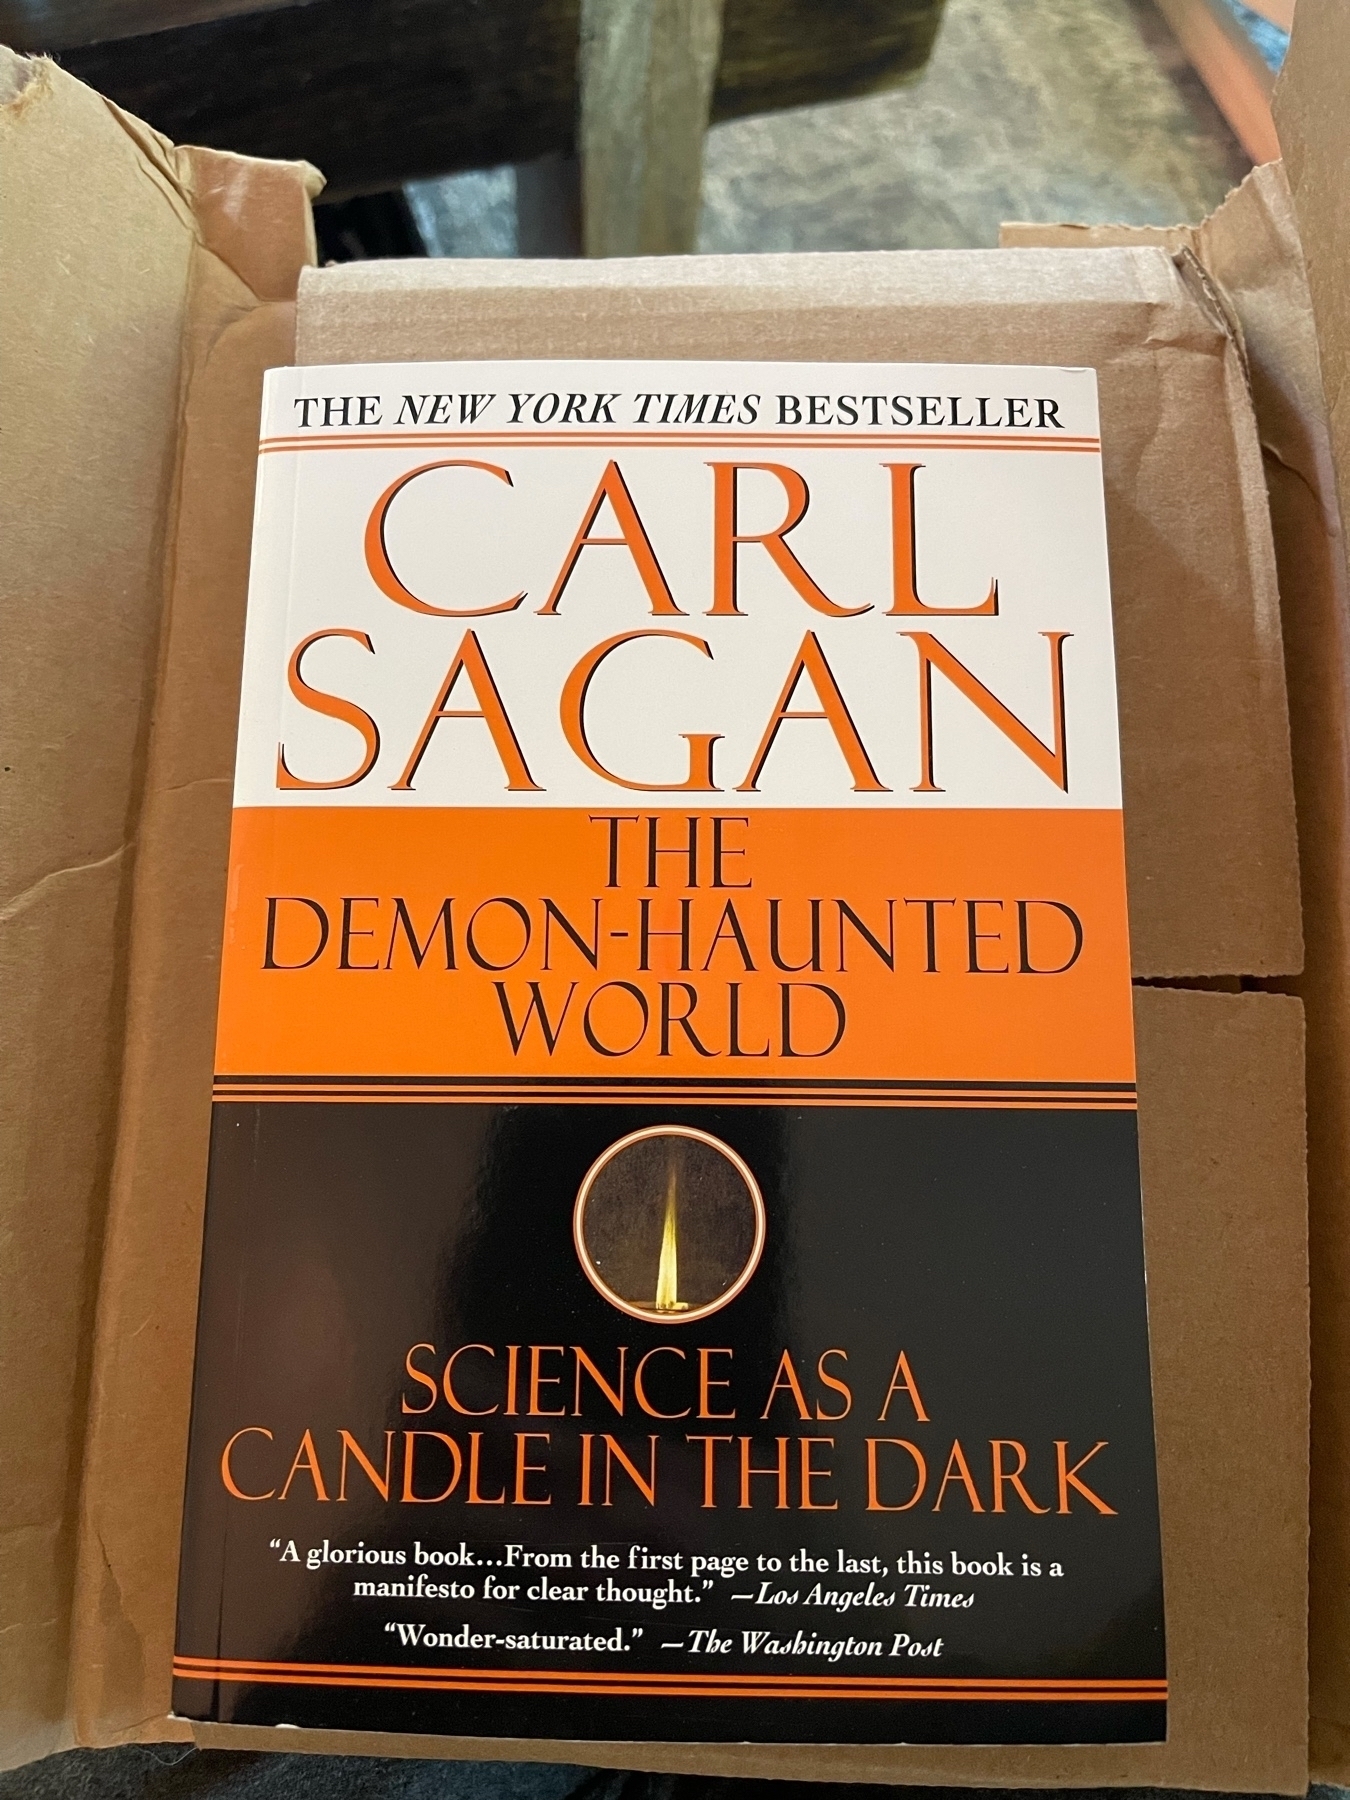 THE NEW YORK TIMES BESTSELLER
CARL
SAGAN
THE
DEMON-HAUNTED
WORLD
SCIENCE AS A
CANDLE IN THE DARK
“A glorious book...From the first page to the last, this book is a
manifesto for clear thought.” —Los Angeles Times
“Wonder-saturated.” —The Washington Post